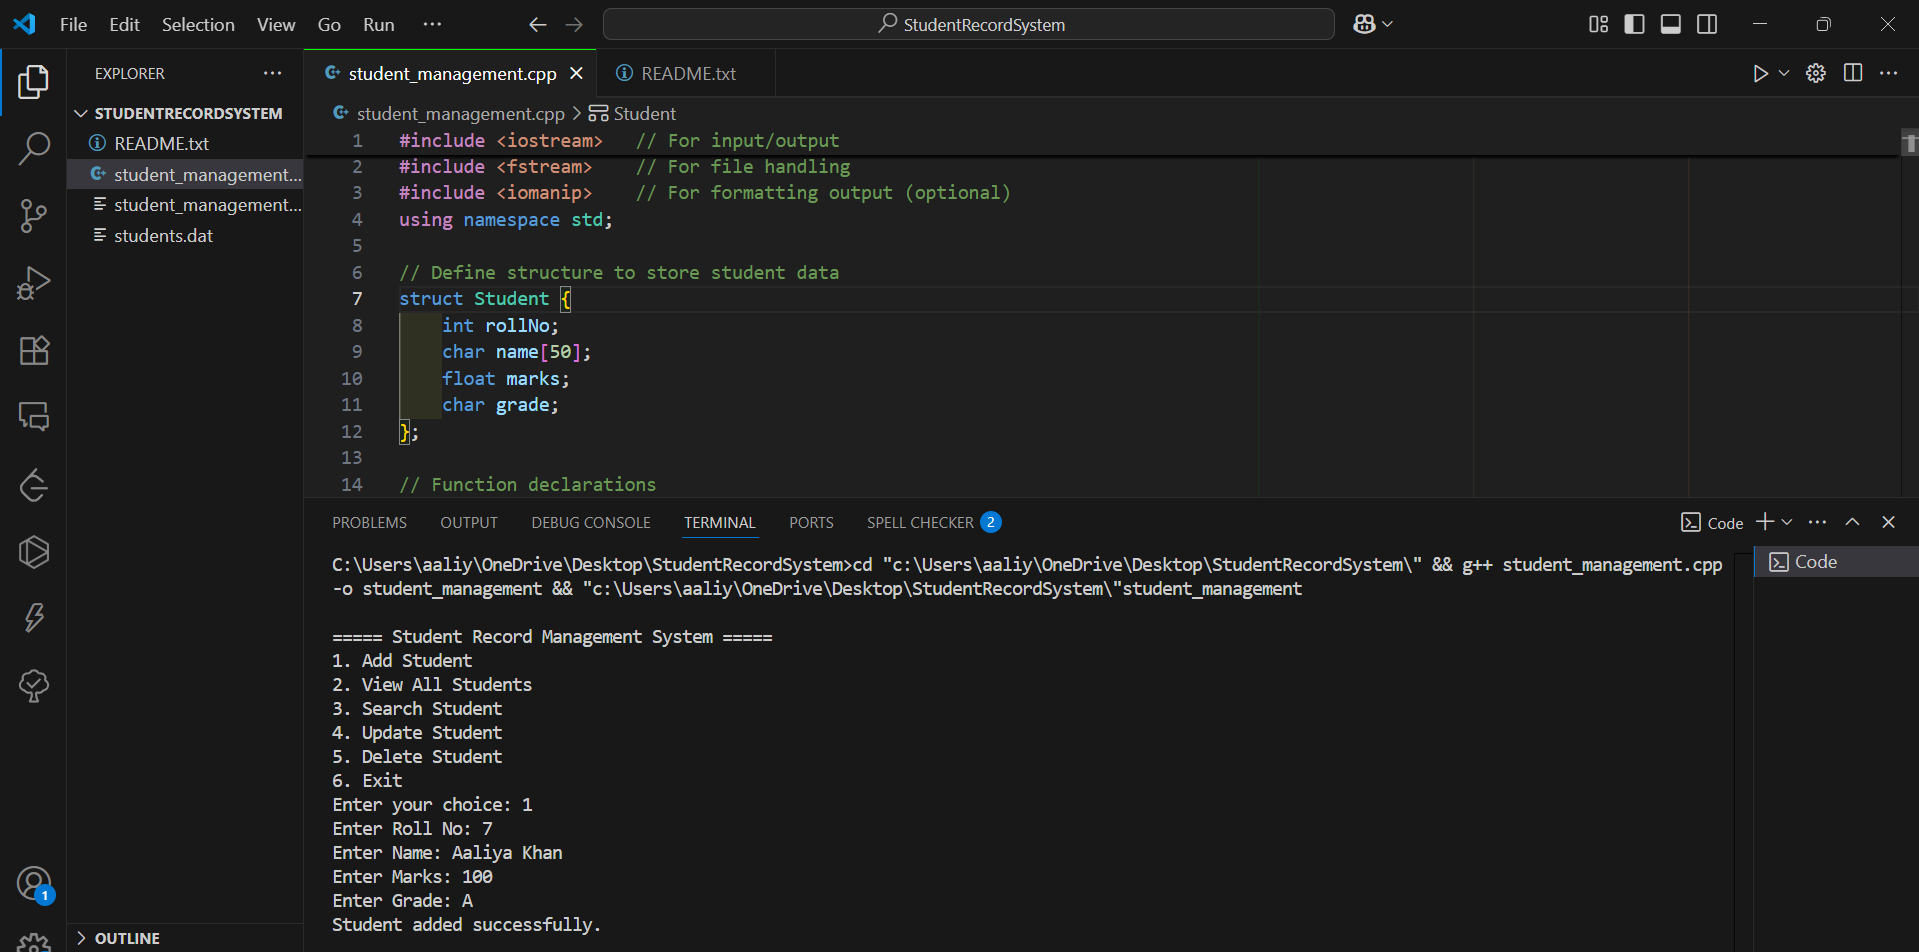 File Edit Selection View Go Run ···
StudentRecordSystem
EXPLORER ···
STUDENTRECORDSYSTEM
README.txt
student_management...
student_management...
students.dat
OUTLINE
1
student_management.cpp
README.txt
student_management.cpp > Student
1 #include <iostream>   // For input/output
2 #include <fstream>    // For file handling
3 #include <iomanip>    // For formatting output (optional)
4 using namespace std;
5
6 // Define structure to store student data
7 struct Student {
8     int rollNo;
9     char name[50];
10     float marks;
11     char grade;
12 };
13
14 // Function declarations
PROBLEMS OUTPUT DEBUG CONSOLE TERMINAL PORTS SPELL CHECKER 2
Code
Code
C:\Users\aaliy\OneDrive\Desktop\StudentRecordSystem>cd "c:\Users\aaliy\OneDrive\Desktop\StudentRecordSystem\" && g++ student_management.cpp
-o student_management && "c:\Users\aaliy\OneDrive\Desktop\StudentRecordSystem\"student_management
===== Student Record Management System =====
1. Add Student
2. View All Students
3. Search Student
4. Update Student
5. Delete Student
6. Exit
Enter your choice: 1
Enter Roll No: 7
Enter Name: Aaliya Khan
Enter Marks: 100
Enter Grade: A
Student added successfully.